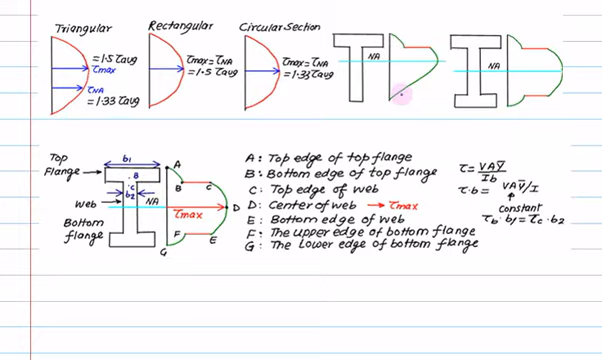 Triangular
= 1.5 τavg
τmax
τNA
= 1.33 τavg
Rectangular
τmax = τNA
= 1.5 τavg
Circular Section
τmax = τNA
= 1.33 τavg
NA
NA
Top
Flange
b1
B
C
b2
Web
NA
Bottom
flange
A
B
C
τmax
D
F
E
G
A: Top edge of top flange
B: Bottom edge of top flange
C: Top edge of web
D: Center of web → τmax
E: Bottom edge of web
F: The upper edge of bottom flange
G: The lower edge of bottom flange
τ = VAȲ/Ib
τ·b = VAȲ/I
Constant
τb·b1 = τc·b2